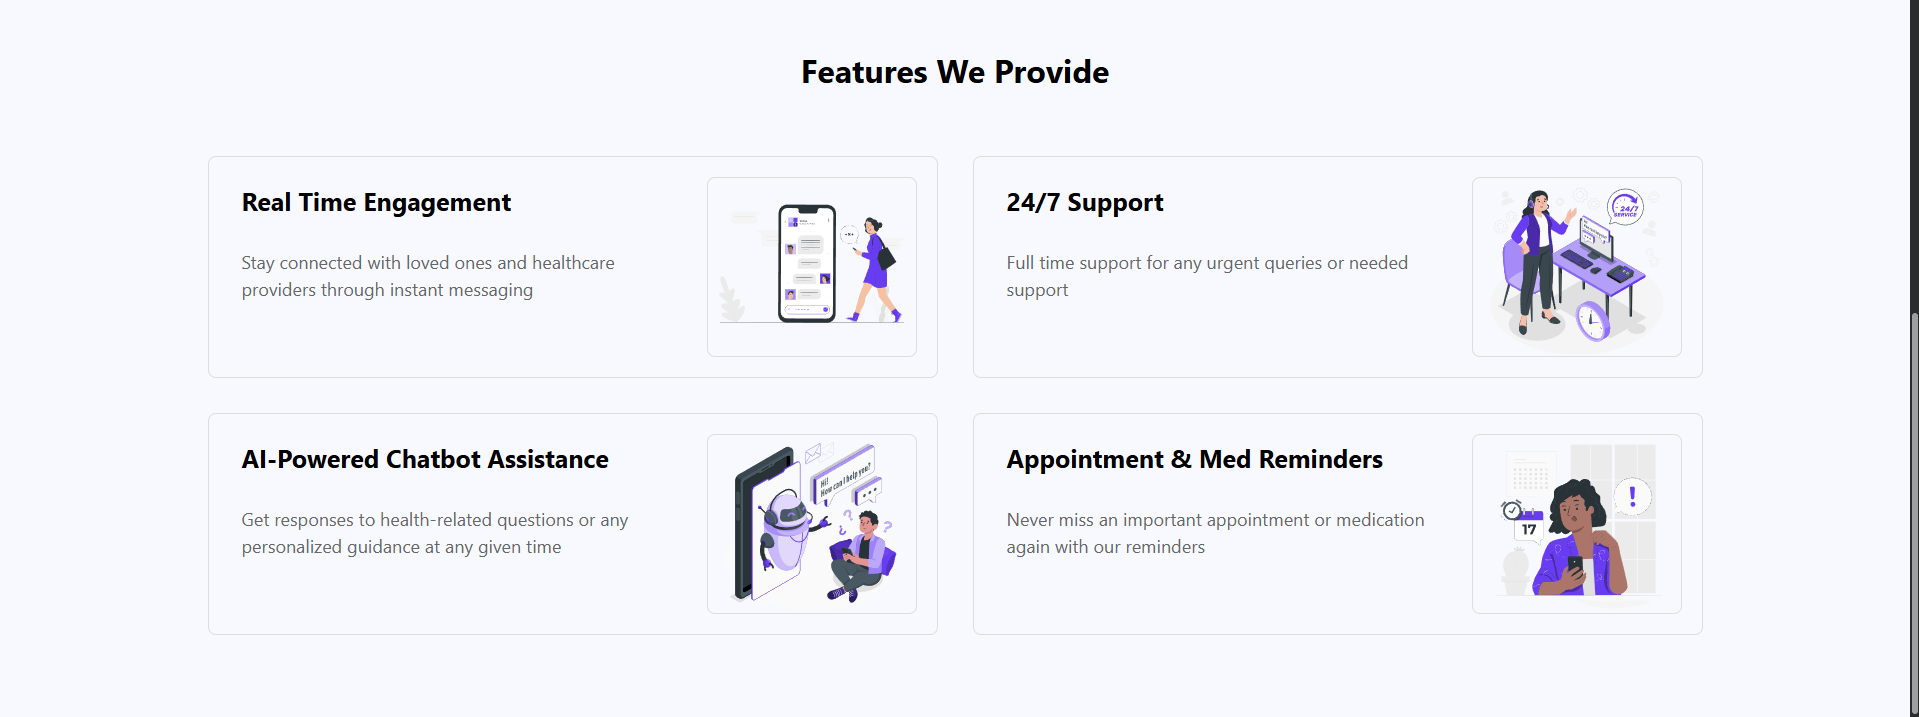 Features We Provide
Real Time Engagement
Stay connected with loved ones and healthcare
providers through instant messaging
24/7 Support
Full time support for any urgent queries or needed
support
24/7
SERVICE
AI-Powered Chatbot Assistance
Get responses to health-related questions or any
personalized guidance at any given time
Hi!
How can I help you?
Appointment & Med Reminders
Never miss an important appointment or medication
again with our reminders
17